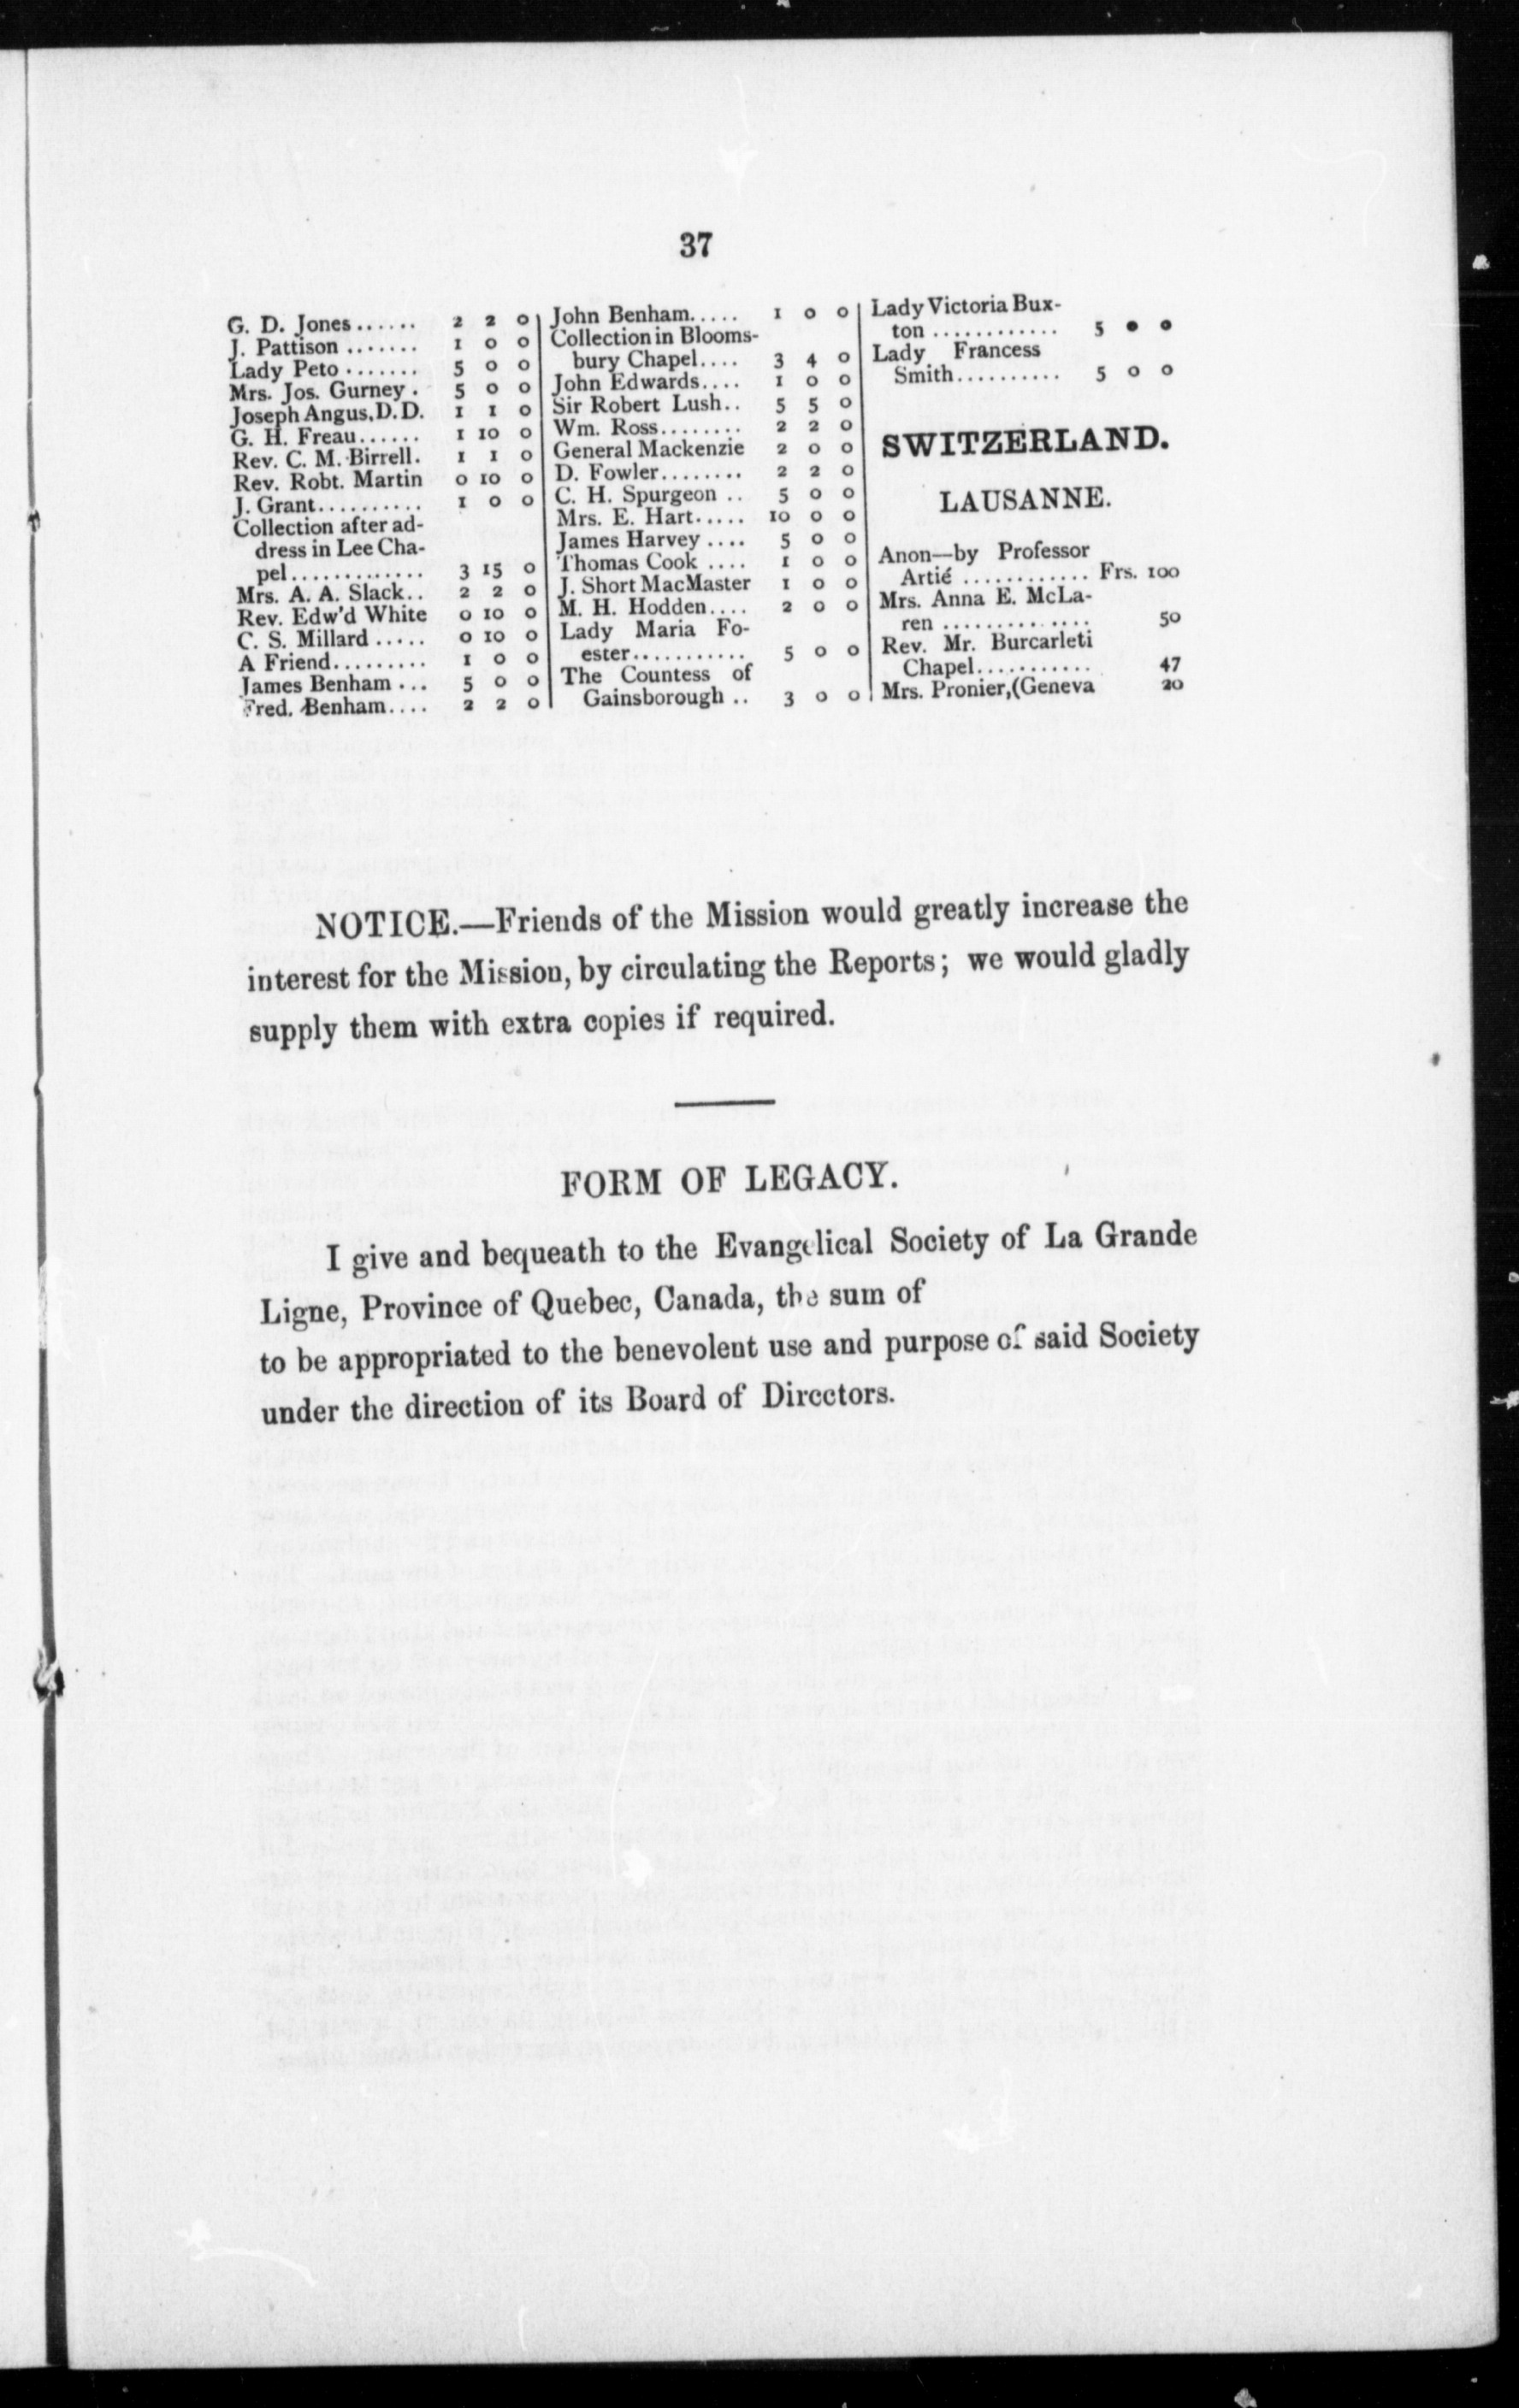 37
G. D. Jones...... 2 2 0
J. Pattison ....... 1 0 0
Lady Peto ....... 5 0 0
Mrs. Jos. Gurney . 5 0 0
Joseph Angus, D.D. 1 1 0
G. H. Freau...... 1 10 0
Rev. C. M. Birrell. 1 1 0
Rev. Robt. Martin 0 10 0
J. Grant.......... 1 0 0
Collection after ad-
dress in Lee Cha-
pel............. 3 15 0
Mrs. A. A. Slack.. 2 2 0
Rev. Edw'd White 0 10 0
C. S. Millard ..... 0 10 0
A Friend......... 1 0 0
James Benham ... 5 0 0
Fred. Benham.... 2 2 0
John Benham..... 1 0 0
Collection in Blooms-
bury Chapel.... 3 4 0
John Edwards.... 1 0 0
Sir Robert Lush.. 5 5 0
Wm. Ross........ 2 2 0
General Mackenzie 2 0 0
D. Fowler........ 2 2 0
C. H. Spurgeon .. 5 0 0
Mrs. E. Hart..... 10 0 0
James Harvey .... 5 0 0
Thomas Cook .... 1 0 0
J. Short MacMaster 1 0 0
M. H. Hodden.... 2 0 0
Lady Maria Fo-
ester........... 5 0 0
The Countess of
Gainsborough .. 3 0 0
Lady Victoria Bux-
ton ............ 5 0 0
Lady Francess
Smith.......... 5 0 0
SWITZERLAND.
LAUSANNE.
Anon—by Professor
Artié ............ Frs. 100
Mrs. Anna E. McLa-
ren .............. 50
Rev. Mr. Burcarleti
Chapel........... 47
Mrs. Pronier,(Geneva 20
NOTICE.—Friends of the Mission would greatly increase the
interest for the Mission, by circulating the Reports; we would gladly
supply them with extra copies if required.
FORM OF LEGACY.
I give and bequeath to the Evangelical Society of La Grande
Ligne, Province of Quebec, Canada, the sum of
to be appropriated to the benevolent use and purpose of said Society
under the direction of its Board of Directors.